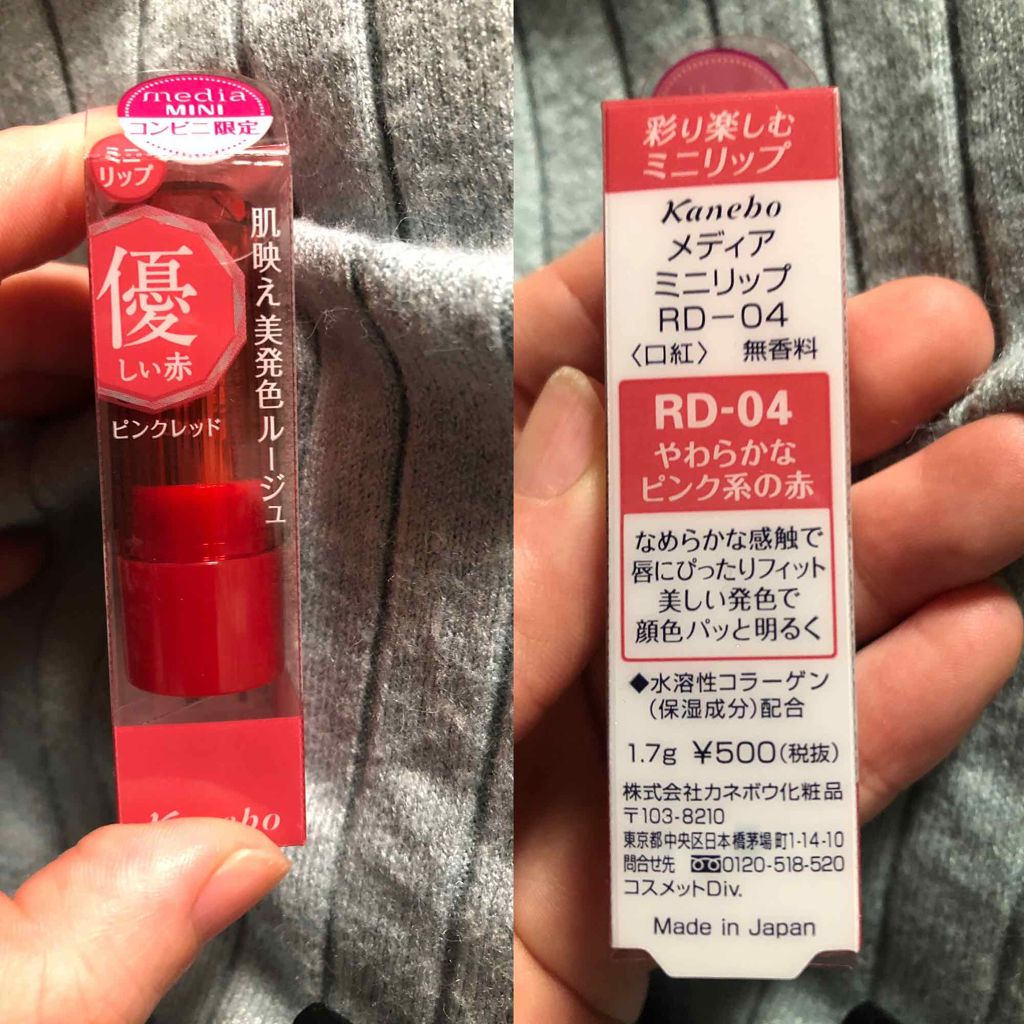 media
MINI
コンビニ限定
ミニ
リップ
優
しい赤
ピンクレッド
肌映え美発色ルージュ
Kanebo
彩り楽しむ
ミニリップ
Kanebo
メディア
ミニリップ
RD-04
〈口紅〉 無香料
RD-04
やわらかな
ピンク系の赤
なめらかな感触で
唇にぴったりフィット
美しい発色で
顔色パッと明るく
◆水溶性コラーゲン
(保湿成分)配合
1.7g ¥500(税抜)
株式会社カネボウ化粧品
〒103-8210
東京都中央区日本橋茅場町1-14-10
問合せ先 0120-518-520
コスメットDiv.
Made in Japan